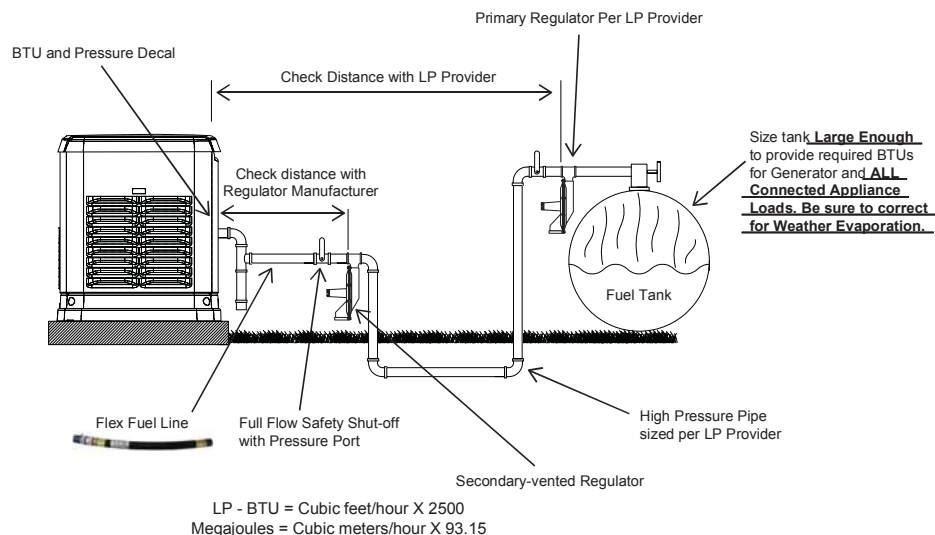 Primary Regulator Per LP Provider
BTU and Pressure Decal
Check Distance with LP Provider
Size tank Large Enough
to provide required BTUs
for Generator and ALL
Connected Appliance
Loads. Be sure to correct
for Weather Evaporation.
Check distance with
Regulator Manufacturer
Fuel Tank
Flex Fuel Line
Full Flow Safety Shut-off
with Pressure Port
High Pressure Pipe
sized per LP Provider
Secondary-vented Regulator
LP - BTU = Cubic feet/hour X 2500
Megajoules = Cubic meters/hour X 93.15